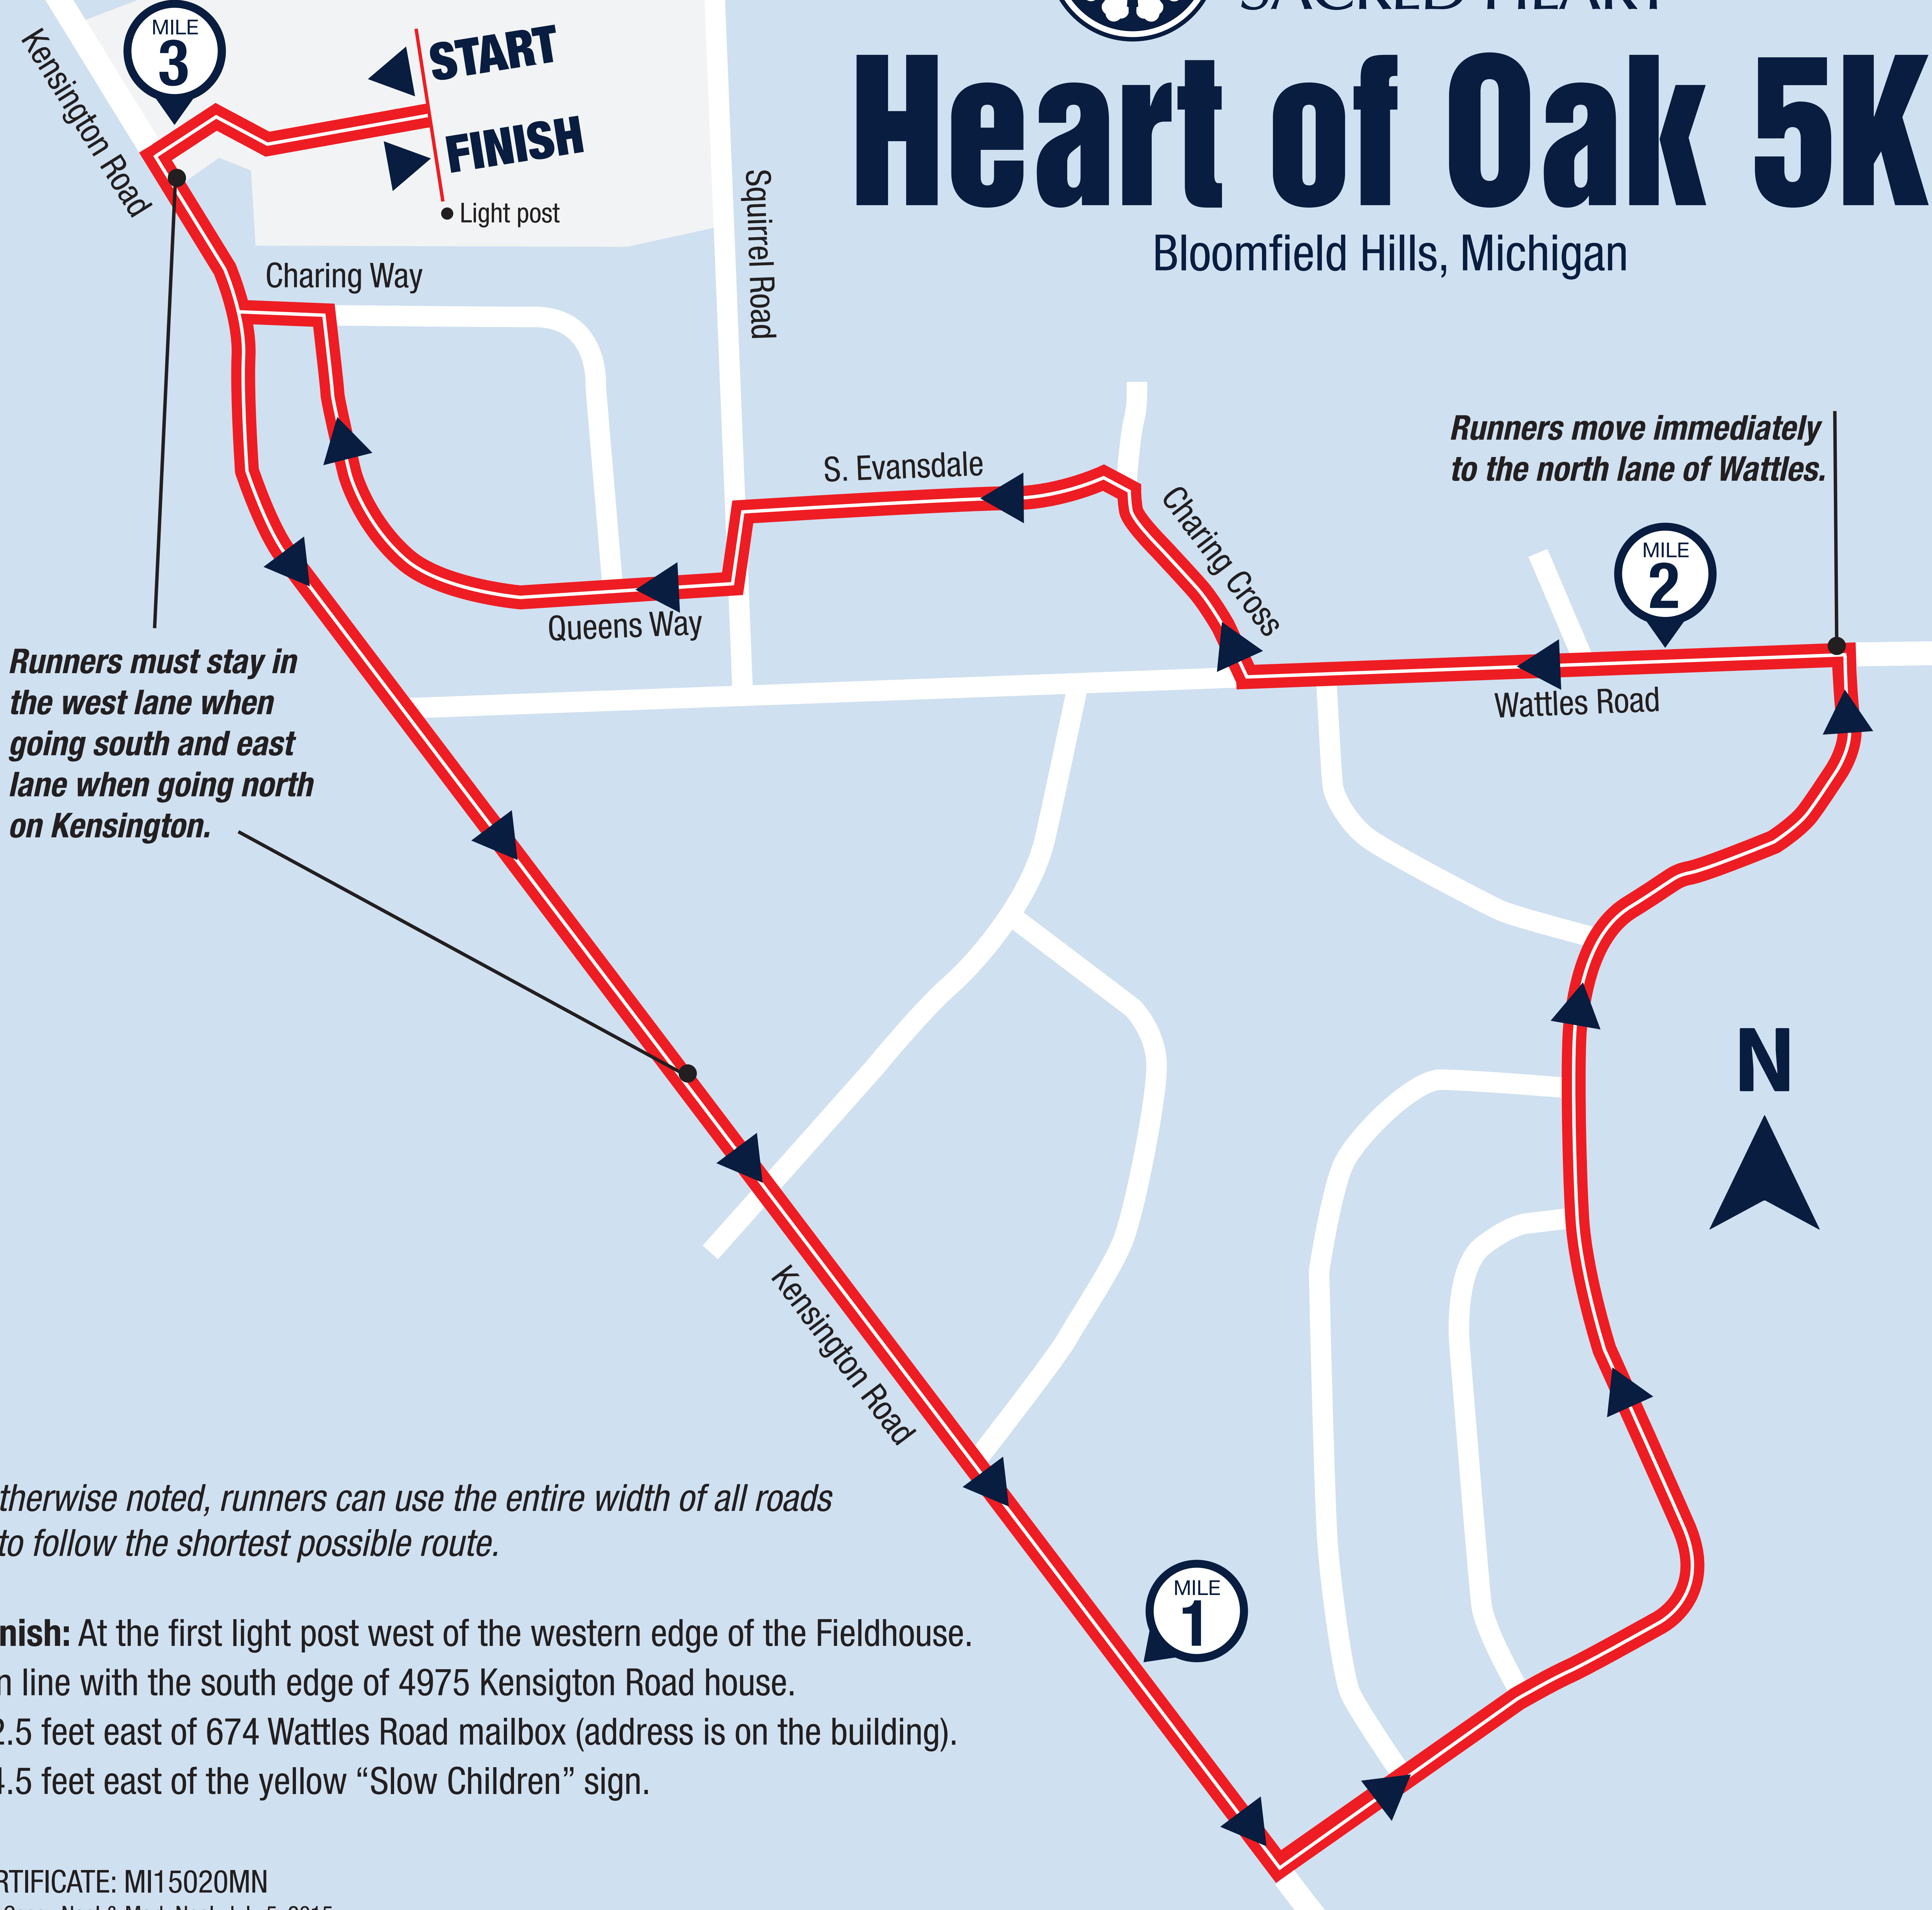 SACRED HEART
Heart of Oak 5K
Bloomfield Hills, Michigan
MILE
3
START
FINISH
Light post
Kensington Road
Squirrel Road
Charing Way
S. Evansdale
Charing Cross
Queens Way
Runners move immediately
to the north lane of Wattles.
MILE
2
Wattles Road
Runners must stay in
the west lane when
going south and east
lane when going north
on Kensington.
N
Kensington Road
MILE
1
therwise noted, runners can use the entire width of all roads
to follow the shortest possible route.
nish: At the first light post west of the western edge of the Fieldhouse.
n line with the south edge of 4975 Kensigton Road house.
2.5 feet east of 674 Wattles Road mailbox (address is on the building).
4.5 feet east of the yellow “Slow Children” sign.
RTIFICATE: MI15020MN